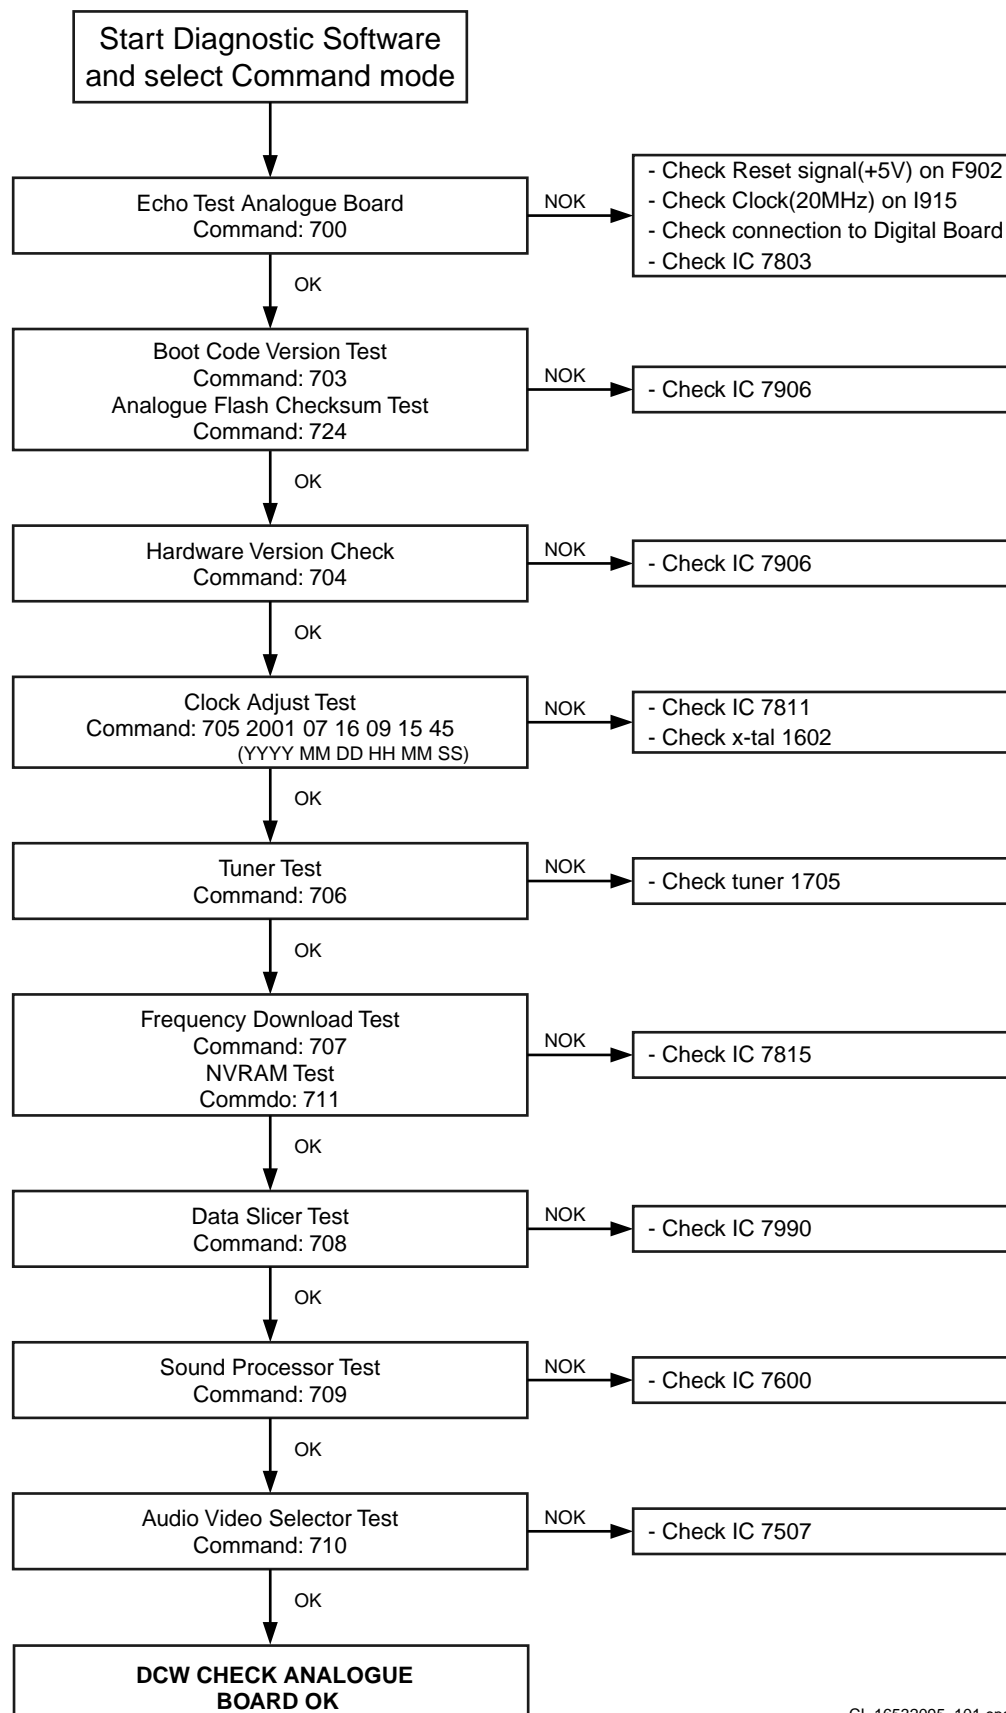 Start Diagnostic Software
and select Command mode
Echo Test Analogue Board
Command: 700
NOK
- Check Reset signal(+5V) on F902
- Check Clock(20MHz) on I915
- Check connection to Digital Board
- Check IC 7803
OK
Boot Code Version Test
Command: 703
Analogue Flash Checksum Test
Command: 724
NOK
- Check IC 7906
OK
Hardware Version Check
Command: 704
NOK
- Check IC 7906
OK
Clock Adjust Test
Command: 705 2001 07 16 09 15 45
(YYYY MM DD HH MM SS)
NOK
- Check IC 7811
- Check x-tal 1602
OK
Tuner Test
Command: 706
NOK
- Check tuner 1705
OK
Frequency Download Test
Command: 707
NVRAM Test
Commdo: 711
NOK
- Check IC 7815
OK
Data Slicer Test
Command: 708
NOK
- Check IC 7990
OK
Sound Processor Test
Command: 709
NOK
- Check IC 7600
OK
Audio Video Selector Test
Command: 710
NOK
- Check IC 7507
OK
DCW CHECK ANALOGUE
BOARD OK